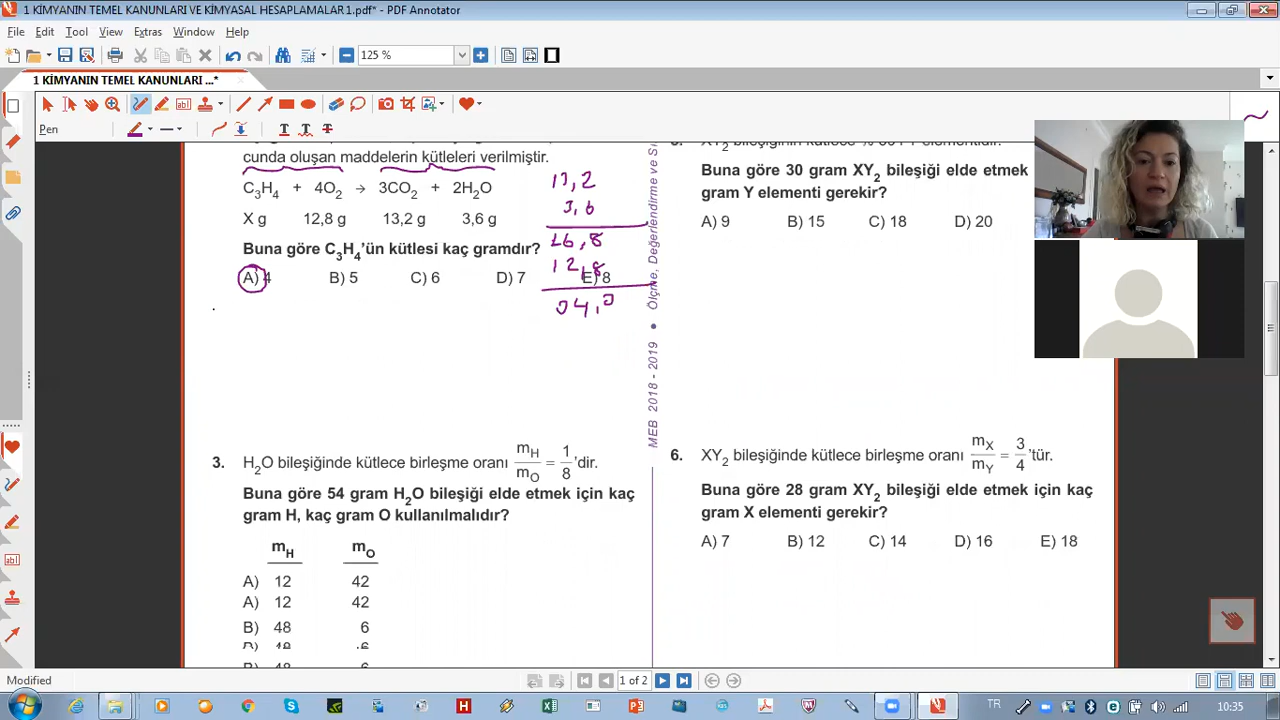 1 KİMYANIN TEMEL KANUNLARI VE KİMYASAL HESAPLAMALAR 1.pdf* - PDF Annotator
File Edit Tool Extras Window Help
125 %
1 KİMYANIN TEMEL KANUNLARI ...*
Pen
cunda oluşan maddelerin kütleleri verilmiştir.
C3H4 + 4O2 → 3CO2 + 2H2O
X g 12,8 g 13,2 g 3,6 g
Buna göre C3H4'ün kütlesi kaç gramdır?
A) 4 B) 5 C) 6 D) 7 E) 8
13,2
3,6
16,8
12,8
04,0
3. H2O bileşiğinde kütlece birleşme oranı mH/mO = 1/8 'dir.
Buna göre 54 gram H2O bileşiği elde etmek için kaç
gram H, kaç gram O kullanılmalıdır?
mH mO
A) 12 42
A) 12 42
B) 48 6
B) 48 6
MEB 2018 - 2019 • Ölçme, Değerlendirme ve
Buna göre 30 gram XY2 bileşiği elde etmek
gram Y elementi gerekir?
A) 9 B) 15 C) 18 D) 20
6. XY2 bileşiğinde kütlece birleşme oranı mX/mY = 3/4 'tür.
Buna göre 28 gram XY2 bileşiği elde etmek için kaç
gram X elementi gerekir?
A) 7 B) 12 C) 14 D) 16 E) 18
Modified
1 of 2
TR
10:35